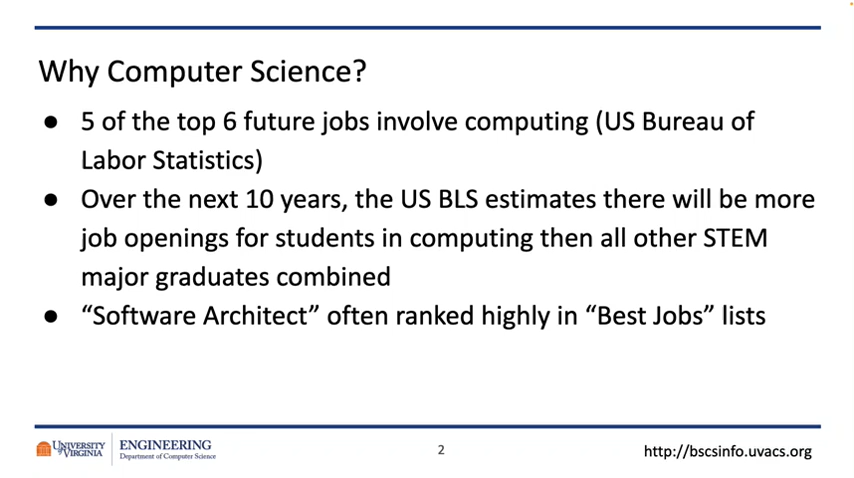 Why Computer Science?
● 5 of the top 6 future jobs involve computing (US Bureau of
Labor Statistics)
● Over the next 10 years, the US BLS estimates there will be more
job openings for students in computing then all other STEM
major graduates combined
● “Software Architect” often ranked highly in “Best Jobs” lists
UNIVERSITY
of VIRGINIA
ENGINEERING
Department of Computer Science
2
http://bscsinfo.uvacs.org